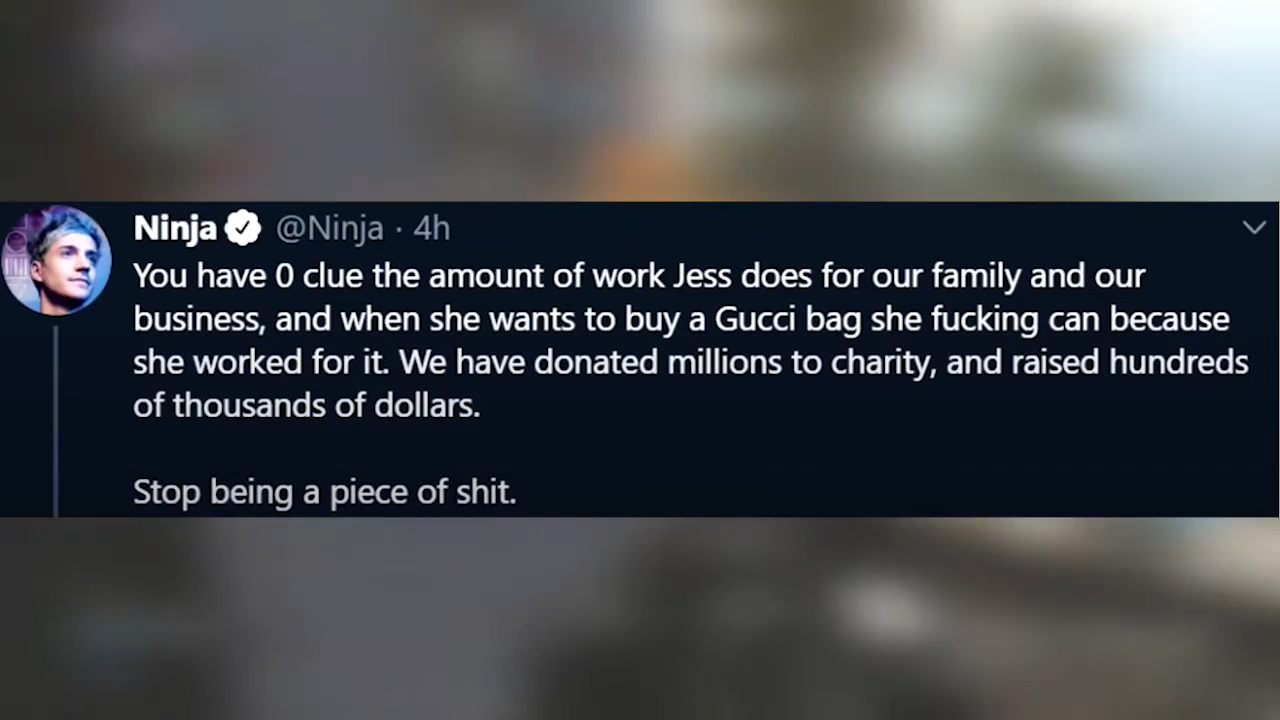 Ninja @Ninja · 4h
You have 0 clue the amount of work Jess does for our family and our
business, and when she wants to buy a Gucci bag she fucking can because
she worked for it. We have donated millions to charity, and raised hundreds
of thousands of dollars.
Stop being a piece of shit.